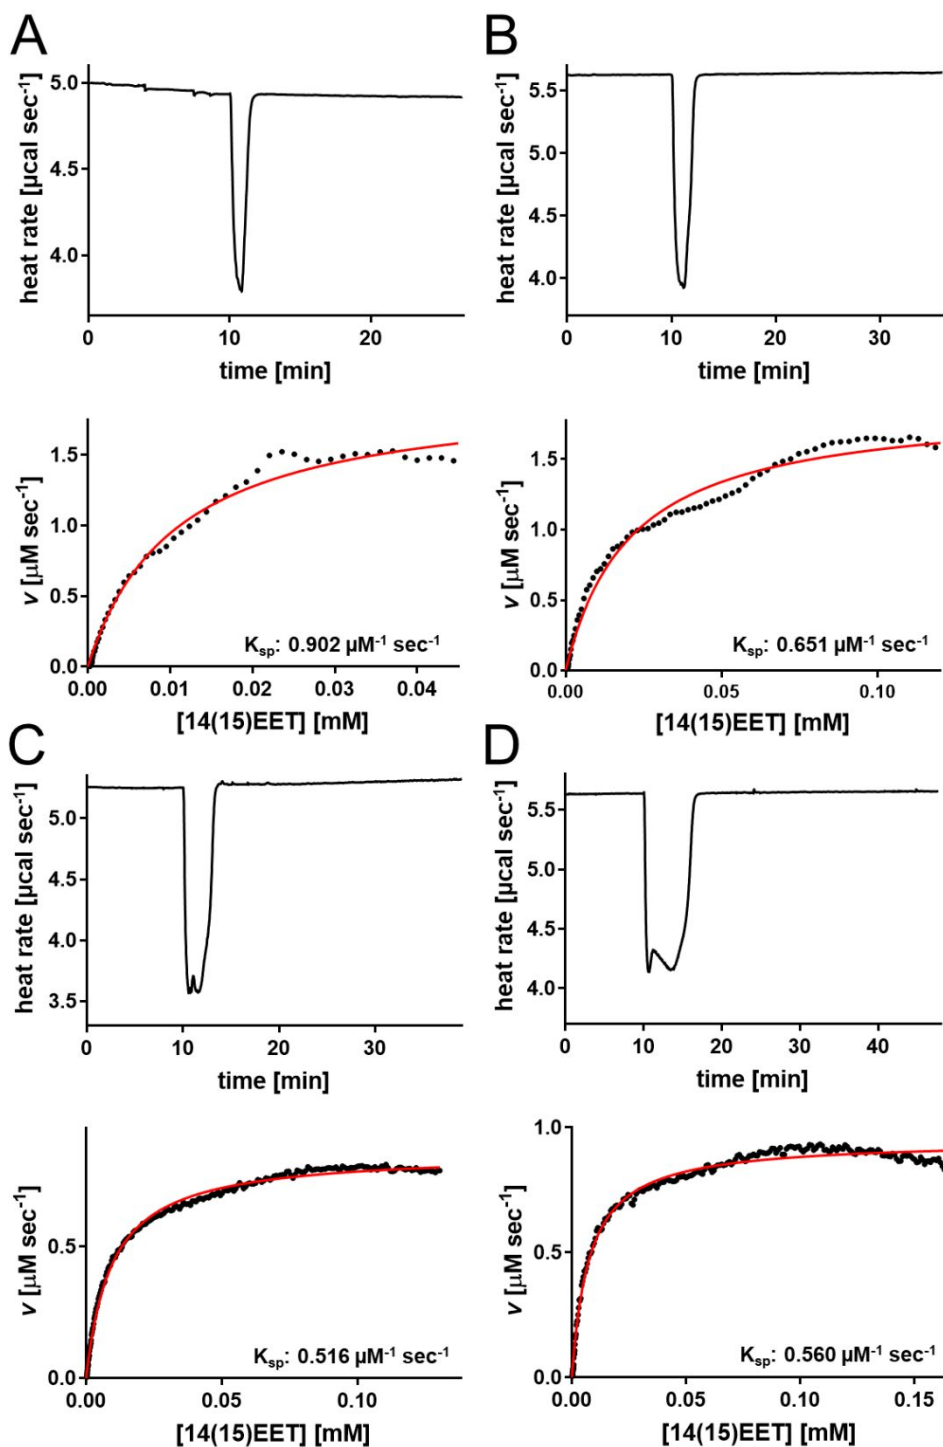 A
heat rate [µcal sec⁻¹]
5.0
4.5
4.0
0
10
20
time [min]
v [µM sec⁻¹]
1.5
1.0
0.5
0.0
Ksp: 0.902 µM⁻¹ sec⁻¹
0.00
0.01
0.02
0.03
0.04
[14(15)EET] [mM]
B
heat rate [µcal sec⁻¹]
5.5
5.0
4.5
4.0
0
10
20
30
time [min]
v [µM sec⁻¹]
1.5
1.0
0.5
0.0
Ksp: 0.651 µM⁻¹ sec⁻¹
0.00
0.05
0.10
[14(15)EET] [mM]
C
heat rate [µcal sec⁻¹]
5.0
4.5
4.0
3.5
0
10
20
30
time [min]
v [µM sec⁻¹]
0.5
0.0
Ksp: 0.516 µM⁻¹ sec⁻¹
0.00
0.05
0.10
[14(15)EET] [mM]
D
heat rate [µcal sec⁻¹]
5.5
5.0
4.5
4.0
0
10
20
30
40
time [min]
v [µM sec⁻¹]
1.0
0.5
0.0
Ksp: 0.560 µM⁻¹ sec⁻¹
0.00
0.05
0.10
0.15
[14(15)EET] [mM]